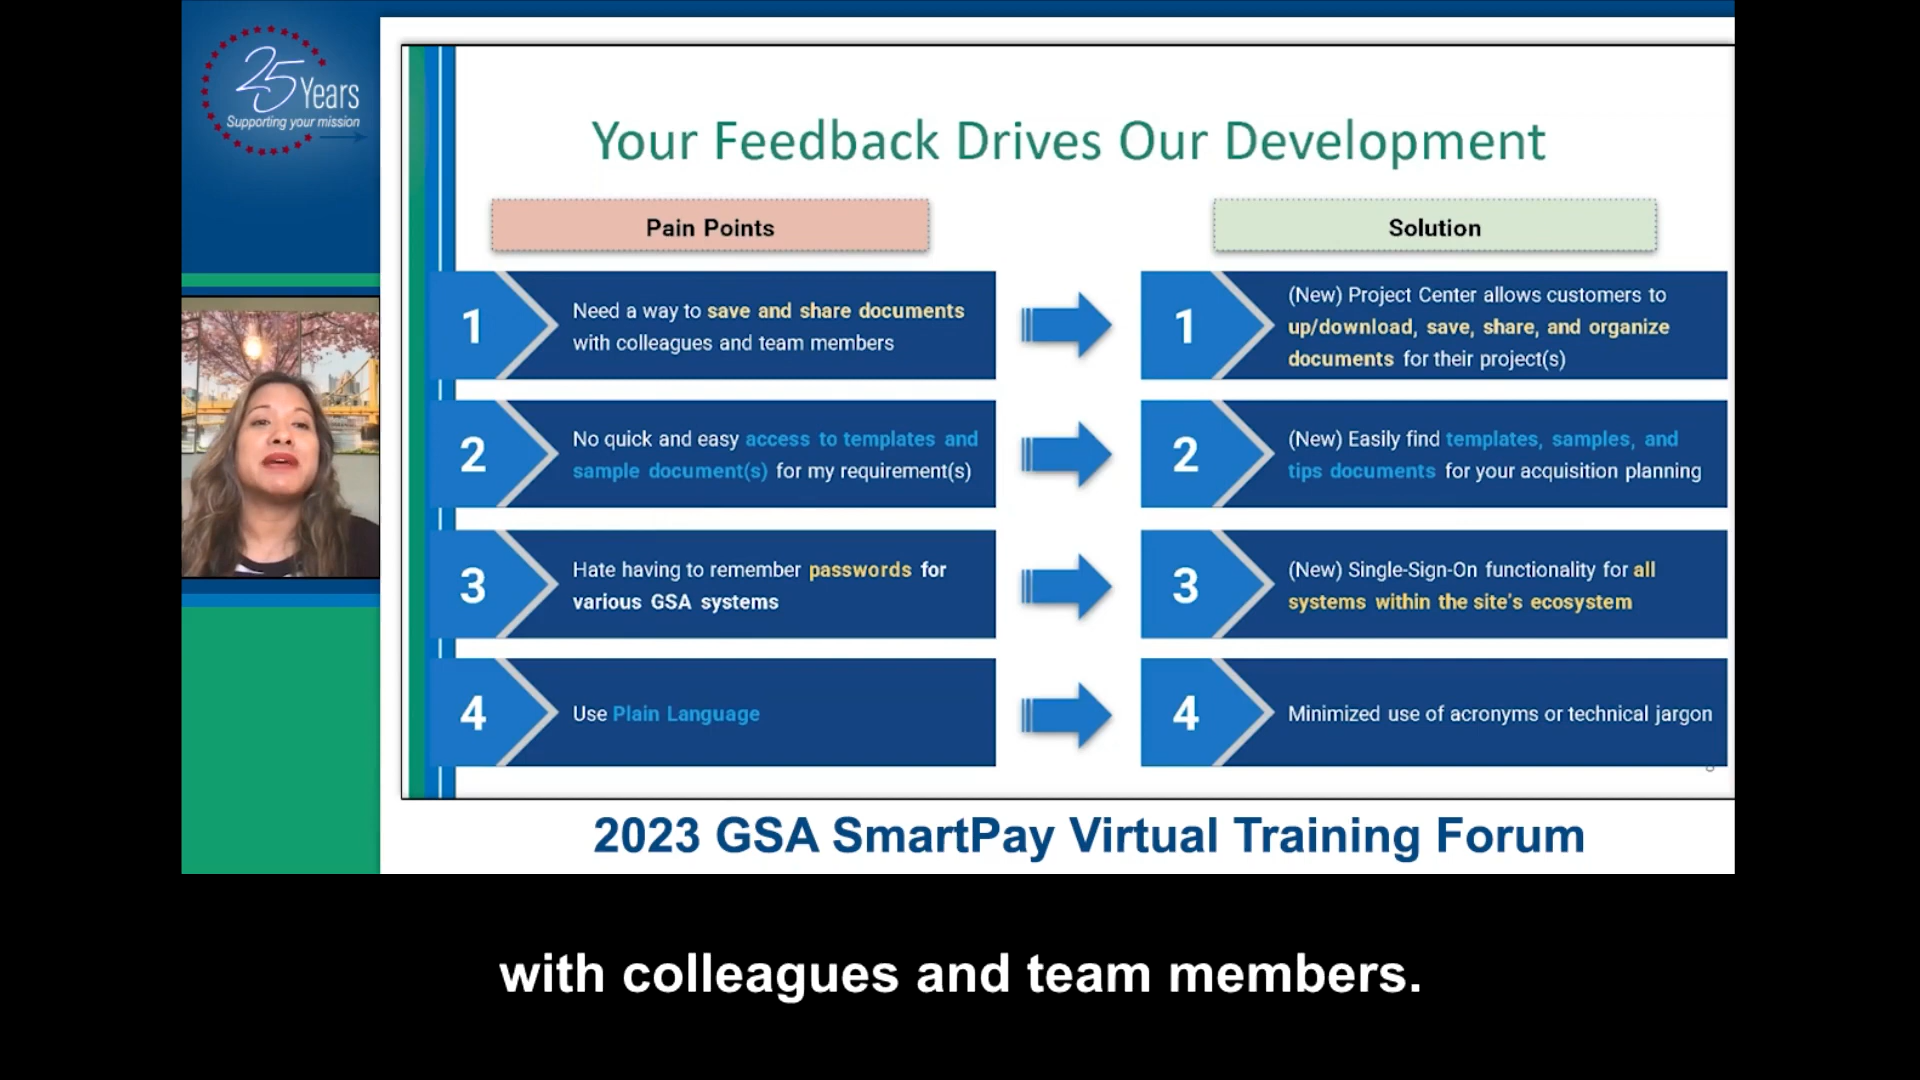 25 Years
Supporting your mission
Your Feedback Drives Our Development
Pain Points
Solution
1
Need a way to save and share documents
with colleagues and team members
1
(New) Project Center allows customers to
up/download, save, share, and organize
documents for their project(s)
2
No quick and easy access to templates and
sample document(s) for my requirement(s)
2
(New) Easily find templates, samples, and
tips documents for your acquisition planning
3
Hate having to remember passwords for
various GSA systems
3
(New) Single-Sign-On functionality for all
systems within the site's ecosystem
4
Use Plain Language
4
Minimized use of acronyms or technical jargon
2023 GSA SmartPay Virtual Training Forum
with colleagues and team members.